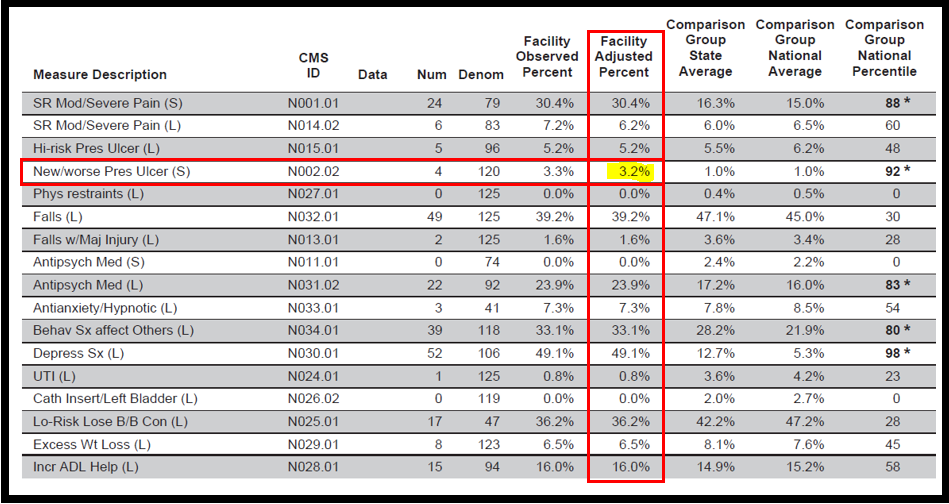 Measure Description CMS ID Data Num Denom Facility Observed Percent Facility Adjusted Percent Comparison Group State Average Comparison Group National Average Comparison Group National Percentile
SR Mod/Severe Pain (S) N001.01 24 79 30.4% 30.4% 16.3% 15.0% 88 *
SR Mod/Severe Pain (L) N014.02 6 83 7.2% 6.2% 6.0% 6.5% 60
Hi-risk Pres Ulcer (L) N015.01 5 96 5.2% 5.2% 5.5% 6.2% 48
New/worse Pres Ulcer (S) N002.02 4 120 3.3% 3.2% 1.0% 1.0% 92 *
Phys restraints (L) N027.01 0 125 0.0% 0.0% 0.4% 0.5% 0
Falls (L) N032.01 49 125 39.2% 39.2% 47.1% 45.0% 30
Falls w/Maj Injury (L) N013.01 2 125 1.6% 1.6% 3.6% 3.4% 28
Antipsych Med (S) N011.01 0 74 0.0% 0.0% 2.4% 2.2% 0
Antipsych Med (L) N031.02 22 92 23.9% 23.9% 17.2% 16.0% 83 *
Antianxiety/Hypnotic (L) N033.01 3 41 7.3% 7.3% 7.8% 8.5% 54
Behav Sx affect Others (L) N034.01 39 118 33.1% 33.1% 28.2% 21.9% 80 *
Depress Sx (L) N030.01 52 106 49.1% 49.1% 12.7% 5.3% 98 *
UTI (L) N024.01 1 125 0.8% 0.8% 3.6% 4.2% 23
Cath Insert/Left Bladder (L) N026.02 0 119 0.0% 0.0% 2.0% 2.7% 0
Lo-Risk Lose B/B Con (L) N025.01 17 47 36.2% 36.2% 42.2% 47.2% 28
Excess Wt Loss (L) N029.01 8 123 6.5% 6.5% 8.1% 7.6% 45
Incr ADL Help (L) N028.01 15 94 16.0% 16.0% 14.9% 15.2% 58